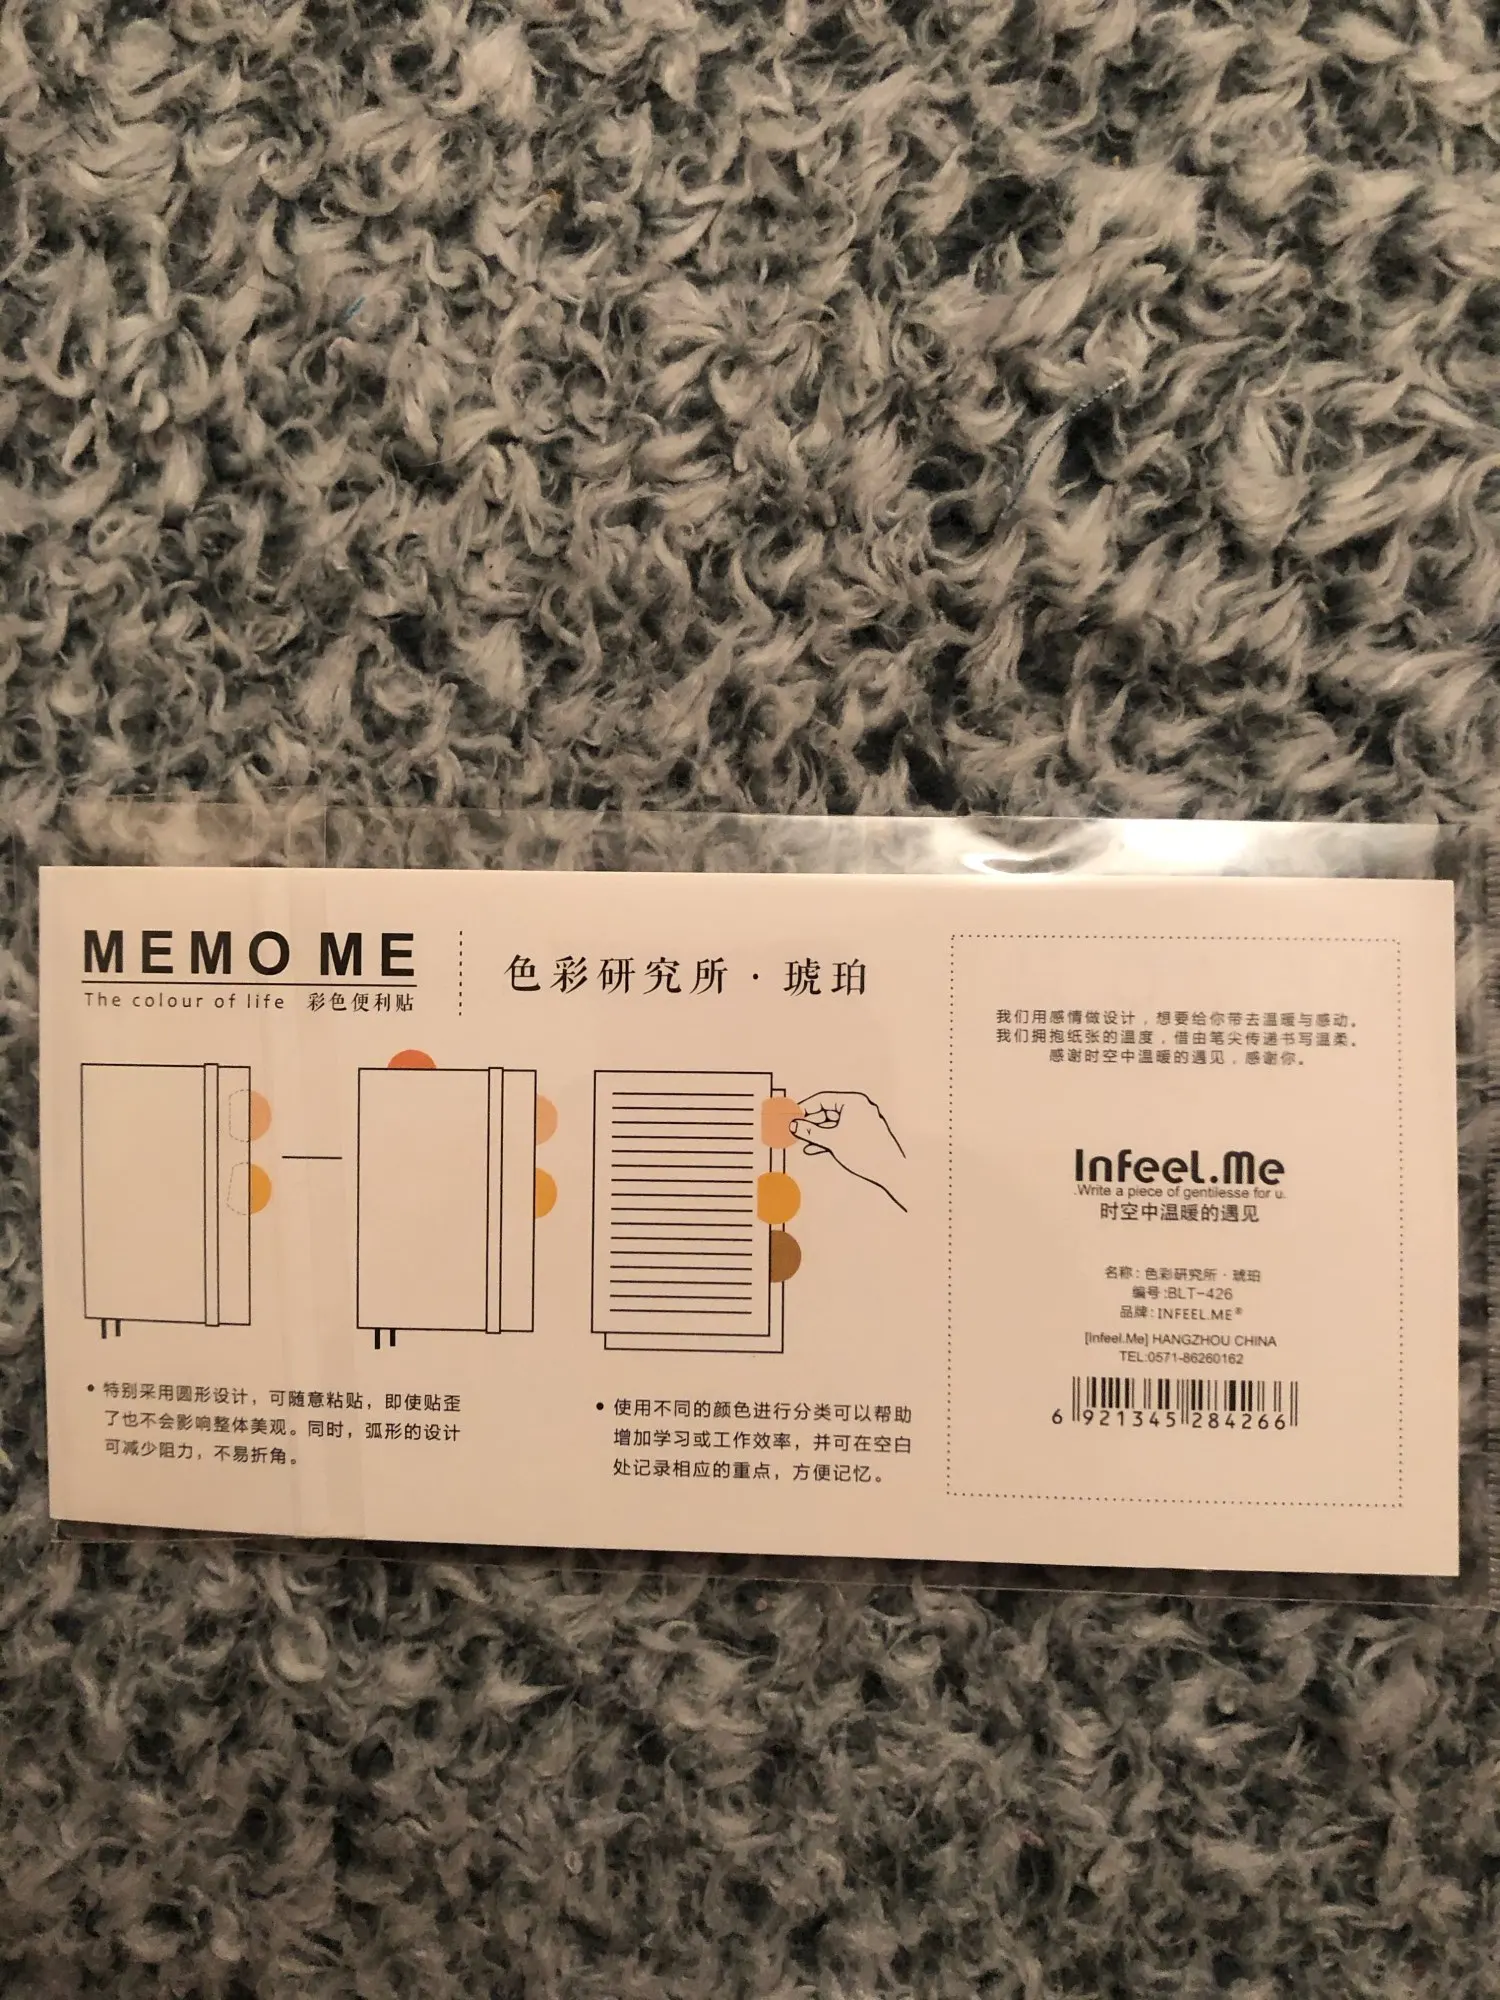 MEMO ME
The colour of life 彩色便利贴
色彩研究所·琥珀
• 特别采用圆形设计，可随意粘贴，即使贴歪
了也不会影响整体美观。同时，弧形的设计
可减少阻力，不易折角。
• 使用不同的颜色进行分类可以帮助
增加学习或工作效率，并可在空白
处记录相应的重点，方便记忆。
我们用感情做设计，想要给你带去温暖与感动。
我们拥抱纸张的温度，借由笔尖传递书写温柔。
感谢时空中温暖的遇见，感谢你。
Infeel.Me
.Write a piece of gentilesse for u.
时空中温暖的遇见
名称：色彩研究所·琥珀
编号:BLT-426
品牌：INFEEL.ME®
[Infeel.Me] HANGZHOU CHINA
TEL:0571-86260162
6 921345 284266